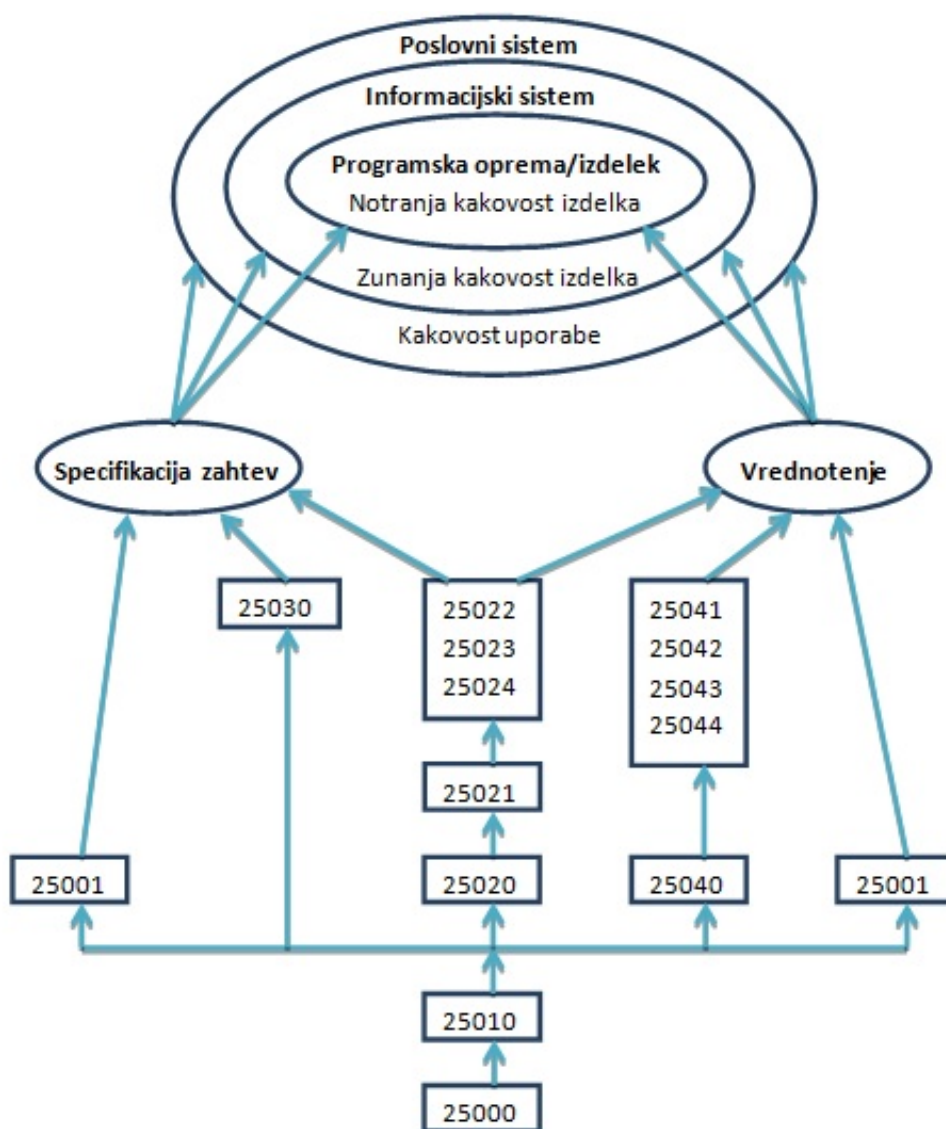 Poslovni sistem
Informacijski sistem
Programska oprema/izdelek
Notranja kakovost izdelka
Zunanja kakovost izdelka
Kakovost uporabe
Specifikacija zahtev
Vrednotenje
25030
25022
25023
25024
25041
25042
25043
25044
25021
25001
25020
25040
25001
25010
25000